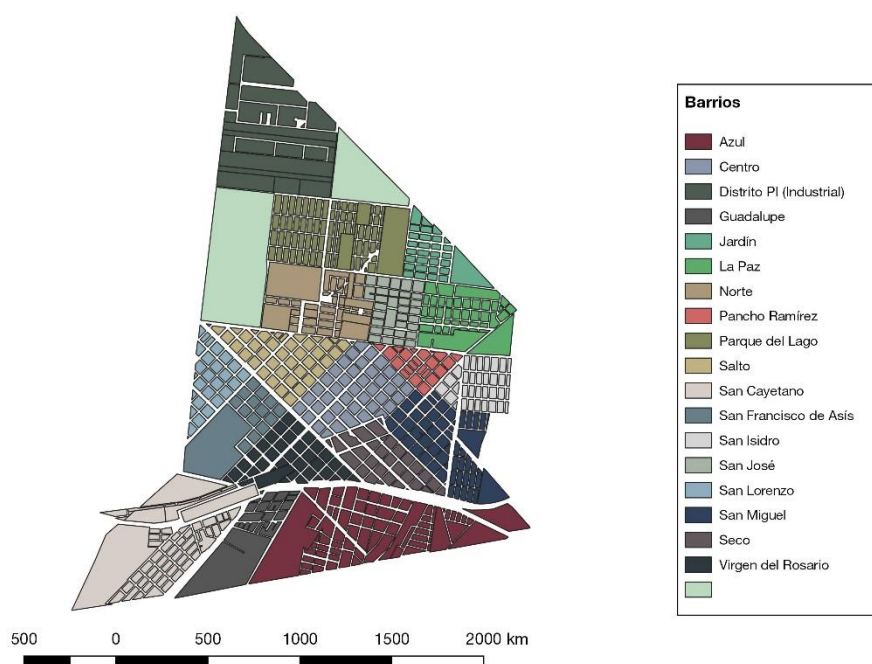 Barrios
Azul
Centro
Distrito PI (Industrial)
Guadalupe
Jardín
La Paz
Norte
Pancho Ramírez
Parque del Lago
Salto
San Cayetano
San Francisco de Asís
San Isidro
San José
San Lorenzo
San Miguel
Seco
Virgen del Rosario
500 0 500 1000 1500 2000 km